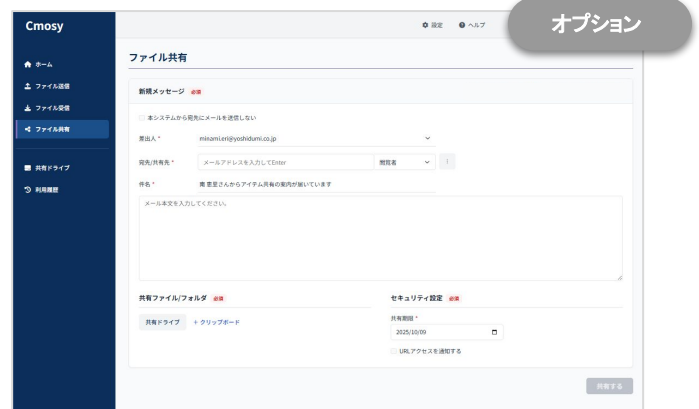 オプション
Cmosy
設定 ヘルプ
ホーム
ファイル送信
ファイル受信
ファイル共有
共有ドライブ
利用履歴
ファイル共有
新規メッセージ 必須
本システムから宛先にメールを送信しない
差出人 * minami.eri@yoshidumi.co.jp
宛先/共有先 * メールアドレスを入力してEnter 閲覧者
件名 * 南 恵里さんからアイテム共有の案内が届いています
メール本文を入力してください。
共有ファイル/フォルダ 必須
共有ドライブ + クリップボード
セキュリティ設定 必須
共有期限 *
2025/10/09
URLアクセスを通知する
共有する